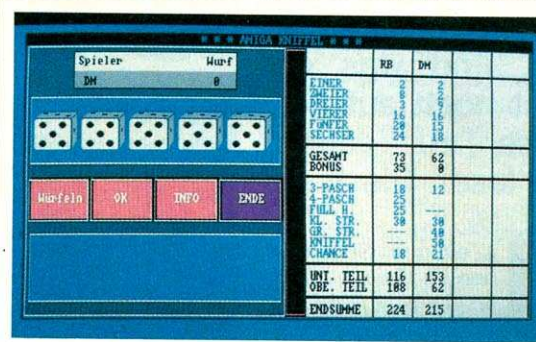 * * * AMIGA KNIFFEL * * *
Spieler Wurf
DM 0
Würfeln OK INFO ENDE
RB DM
EINER 2 2
ZWEIER 8 2
DREIER 3 9
VIERER 16 16
FÜNFER 20 15
SECHSER 24 18
GESAMT 73 62
BONUS 35 0
3-PASCH 18 12
4-PASCH 25
FULL H. 25 ---
KL. STR. 30 30
GR. STR. --- 40
KNIFFEL --- 50
CHANCE 18 21
UNT. TEIL 116 153
OBE. TEIL 108 62
ENDSUMME 224 215